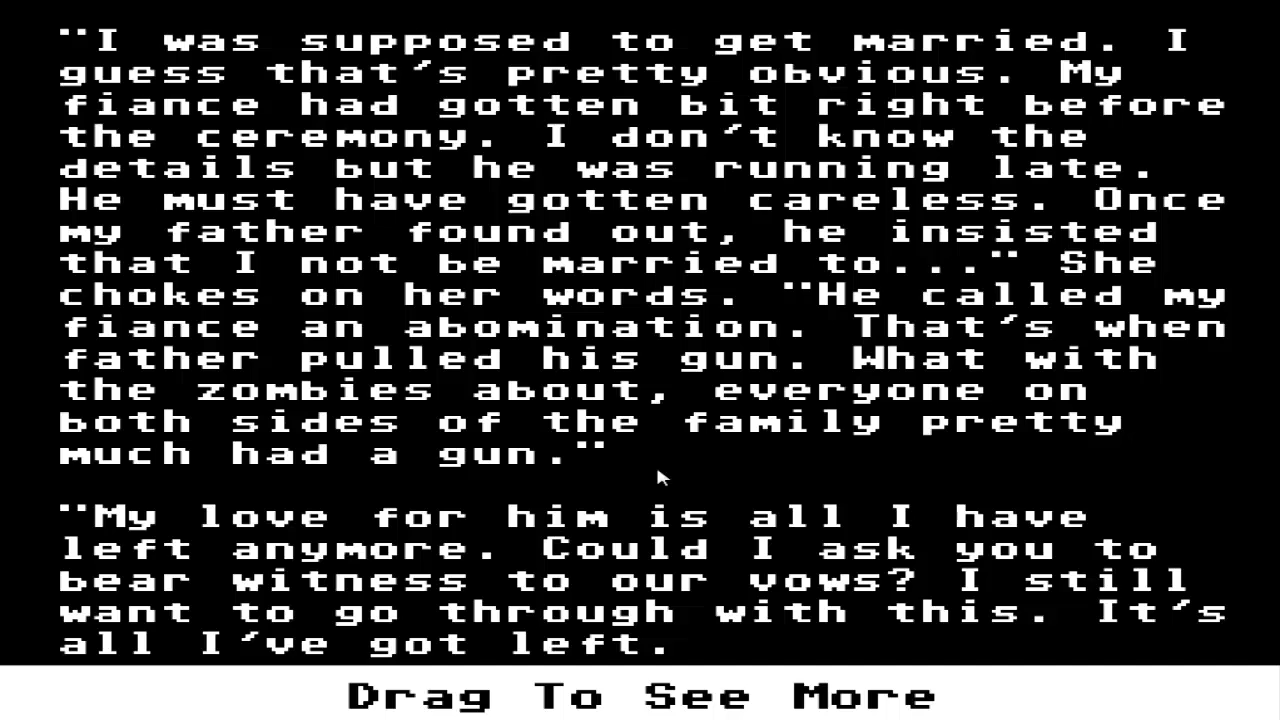 "I was supposed to get married. I
guess that's pretty obvious. My
fiance had gotten bit right before
the ceremony. I don't know the
details but he was running late.
He must have gotten careless. Once
my father found out, he insisted
that I not be married to..." She
chokes on her words. "He called my
fiance an abomination. That's when
father pulled his gun. What with
the zombies about, everyone on
both sides of the family pretty
much had a gun."
"My love for him is all I have
left anymore. Could I ask you to
bear witness to our vows? I still
want to go through with this. It's
all I've got left.
Drag To See More